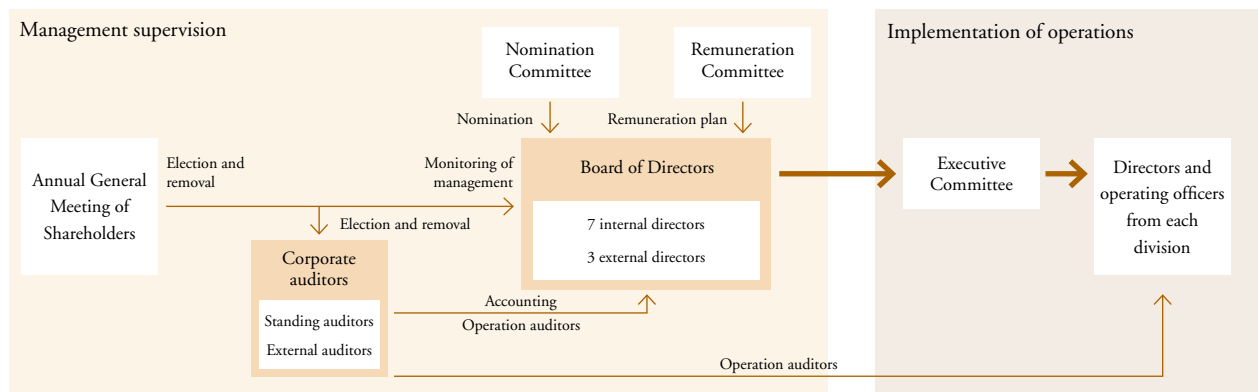 Management supervision
Implementation of operations
Nomination
Committee
Remuneration
Committee
Nomination
Remuneration plan
Annual General
Meeting of
Shareholders
Election and
removal
Monitoring of
management
Board of Directors
7 internal directors
3 external directors
Executive
Committee
Directors and
operating officers
from each
division
Election and removal
Corporate
auditors
Standing auditors
External auditors
Accounting
Operation auditors
Operation auditors